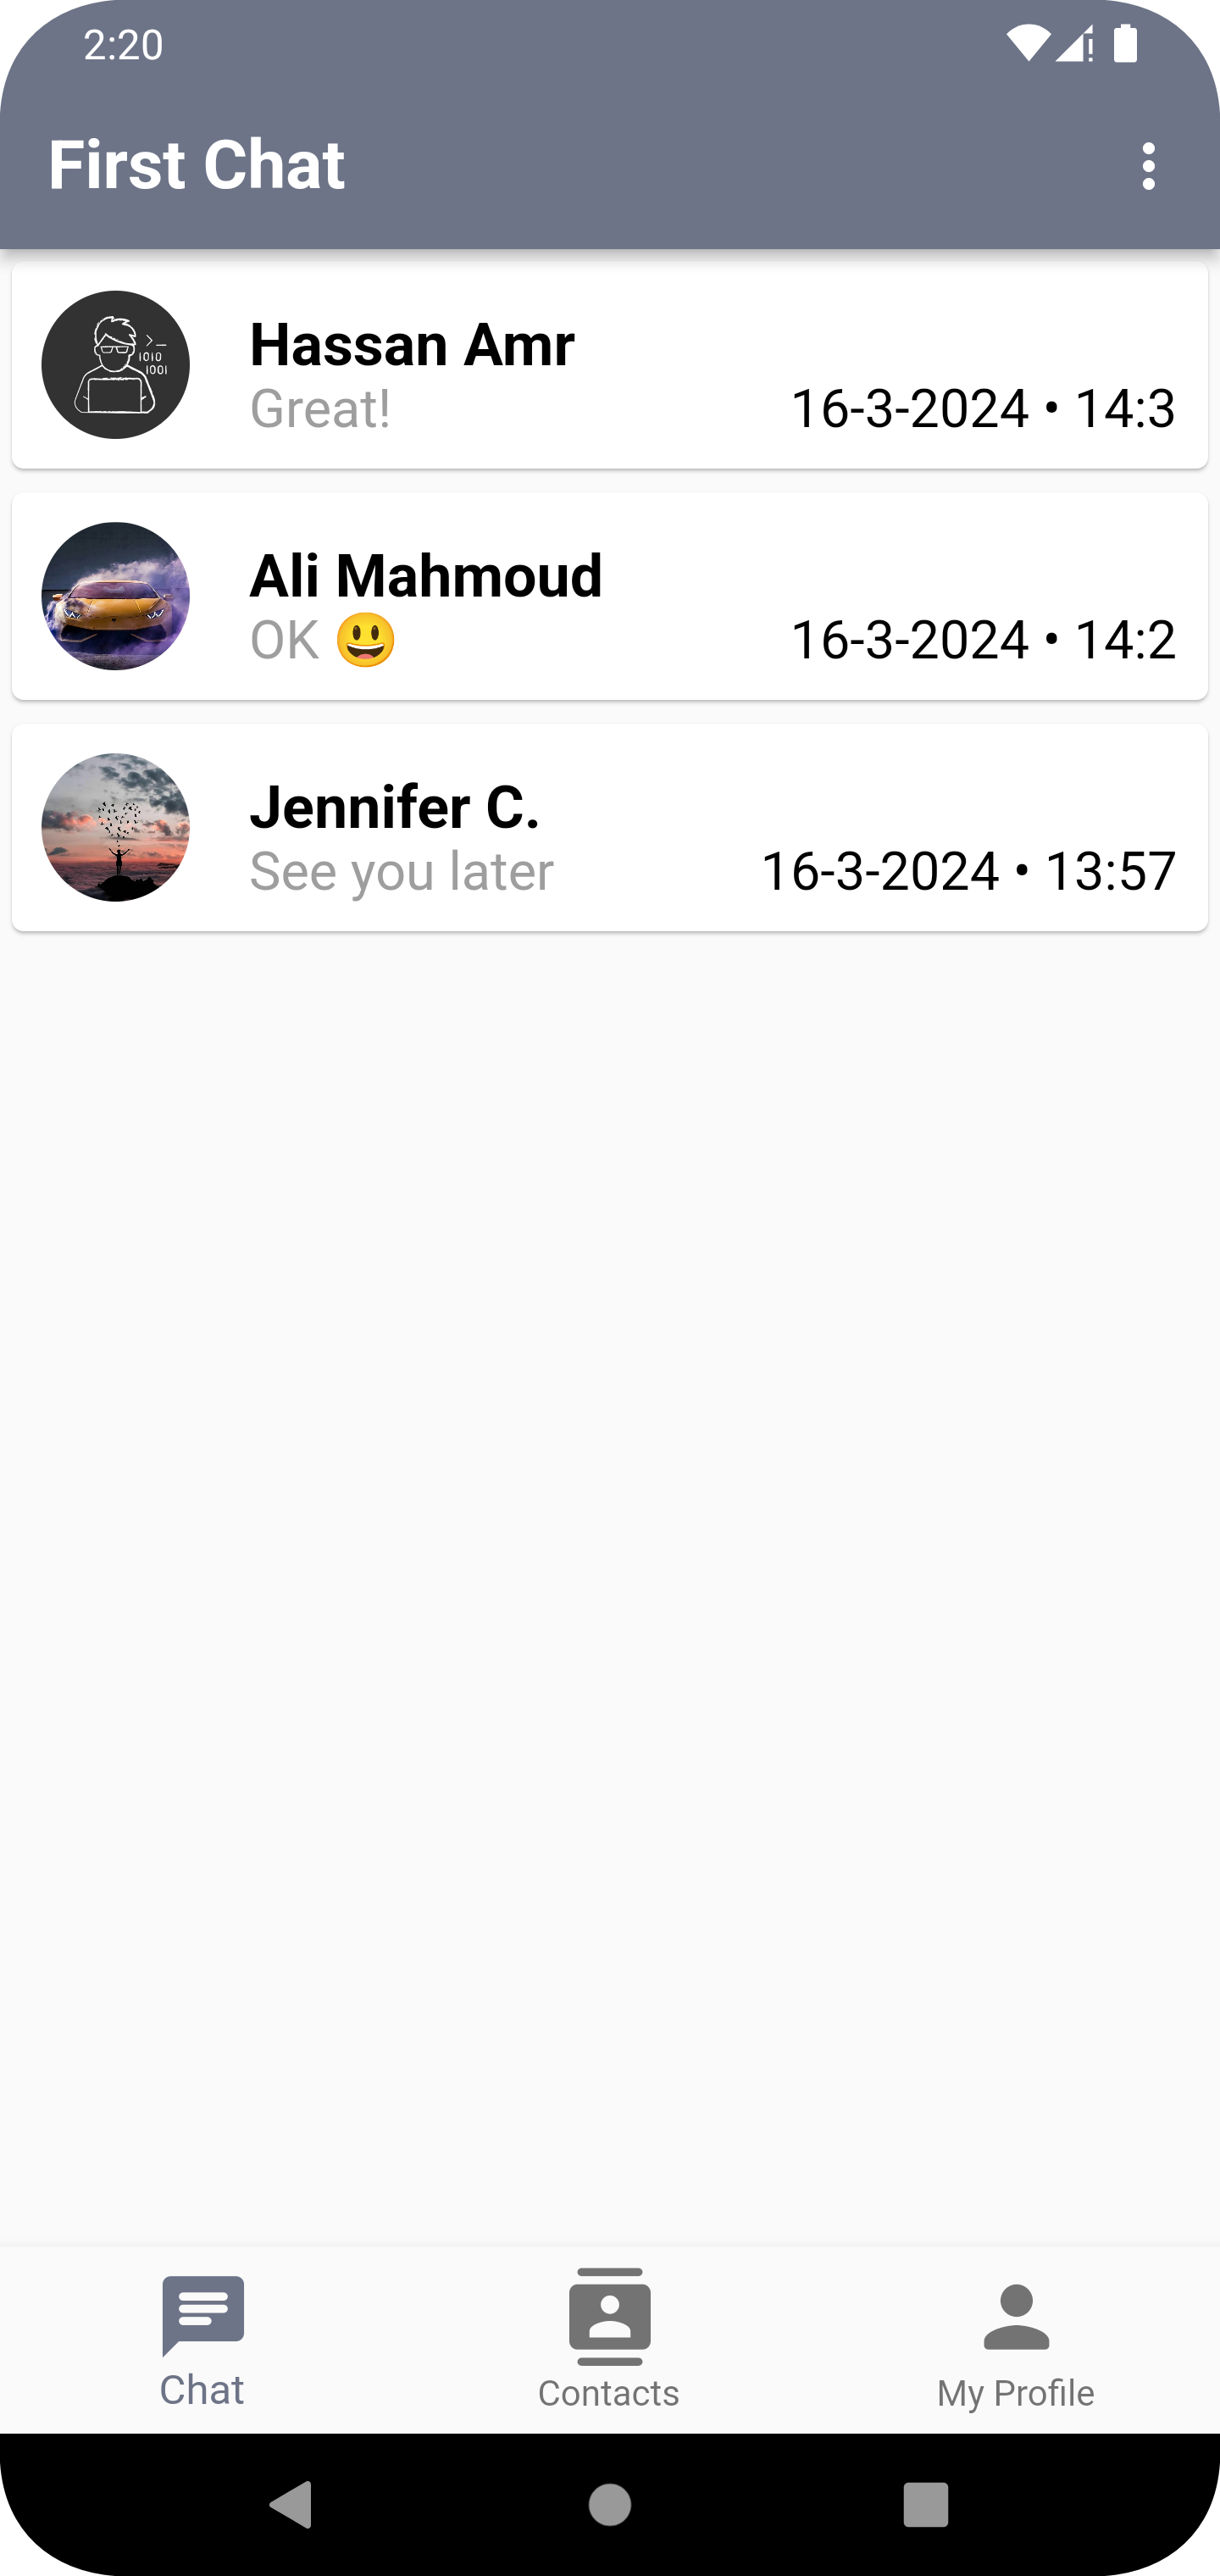 2:20
First Chat
Hassan Amr
Great!
16-3-2024 • 14:3
Ali Mahmoud
OK 😃
16-3-2024 • 14:2
Jennifer C.
See you later
16-3-2024 • 13:57
Chat
Contacts
My Profile